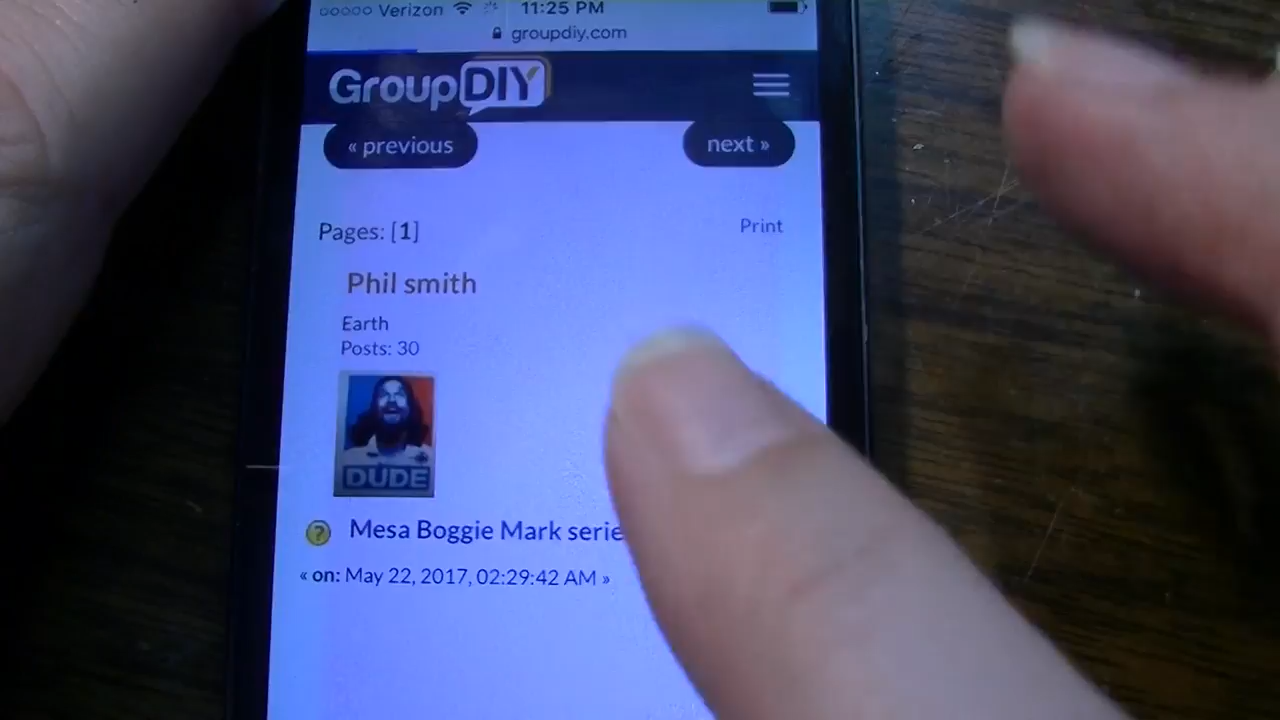 Verizon 11:25 PM
groupdiy.com
GroupDIY
« previous next »
Pages: [1] Print
Phil smith
Earth
Posts: 30
DUDE
? Mesa Boggie Mark serie
« on: May 22, 2017, 02:29:42 AM »